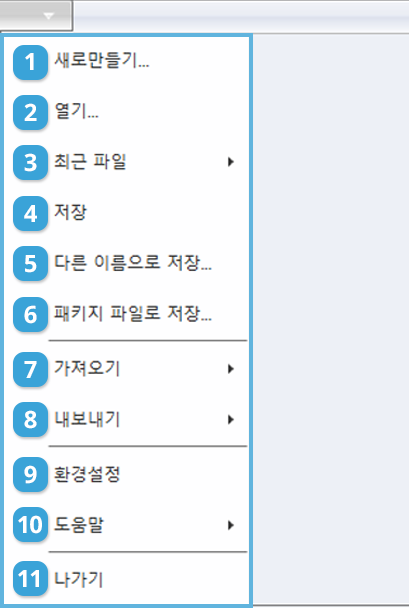 1 새로만들기...
2 열기...
3 최근 파일
4 저장
5 다른 이름으로 저장...
6 패키지 파일로 저장...
7 가져오기
8 내보내기
9 환경설정
10 도움말
11 나가기